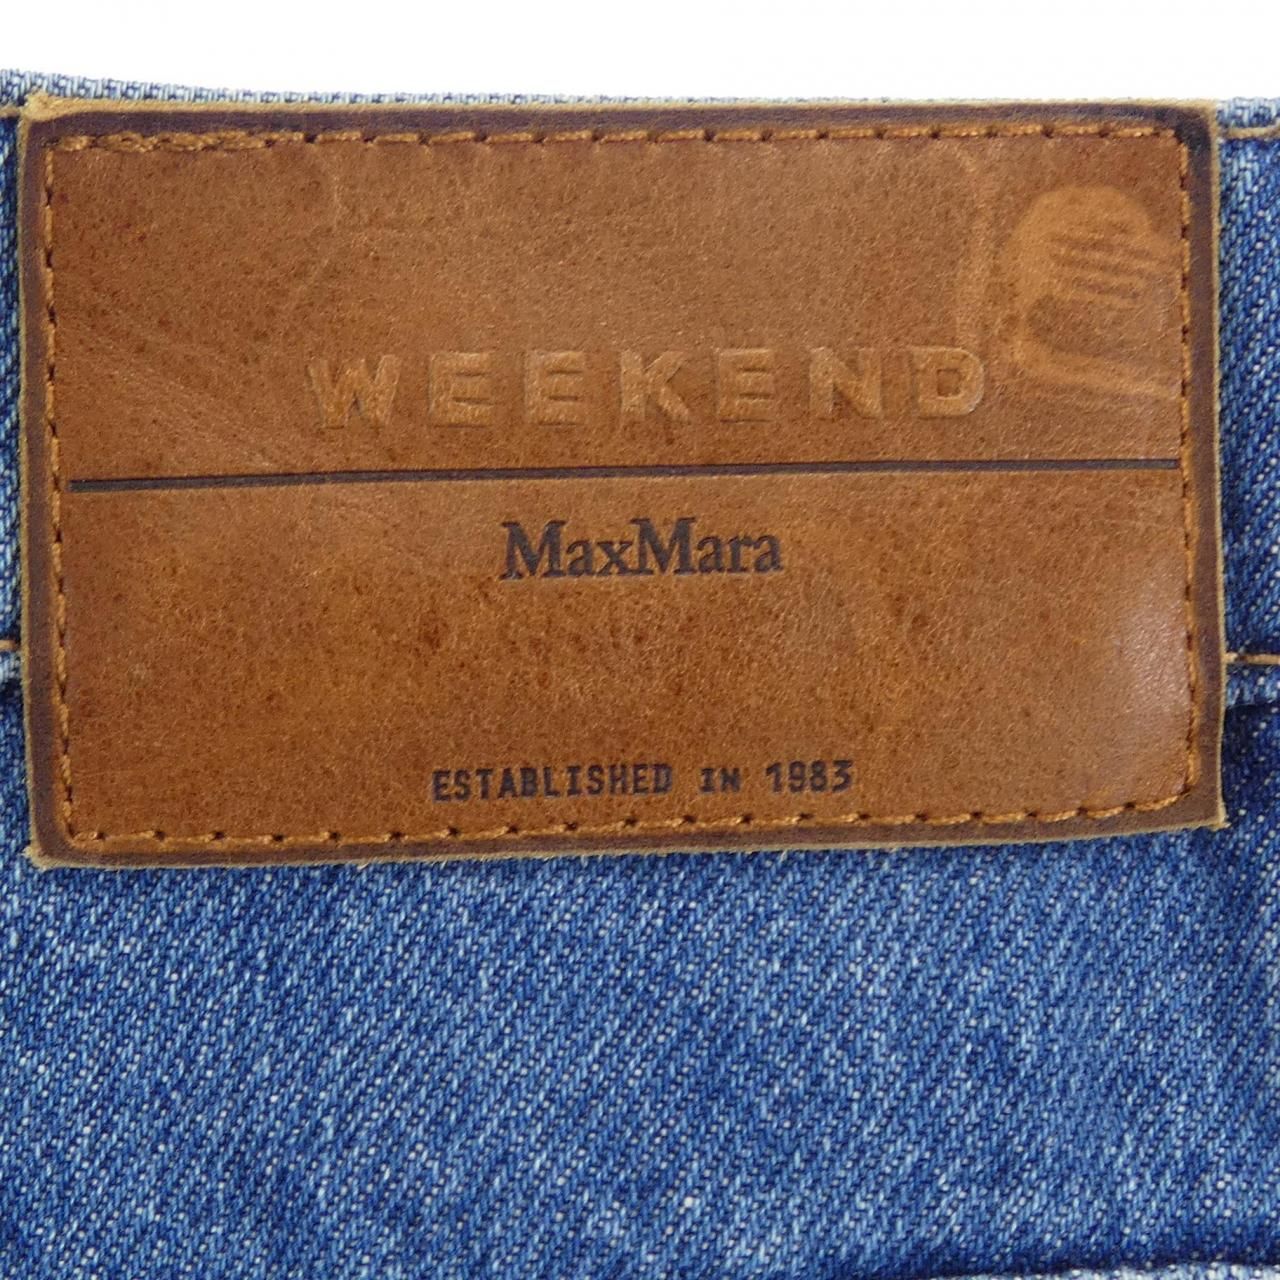 WEEKEND
MaxMara
ESTABLISHED IN 1983